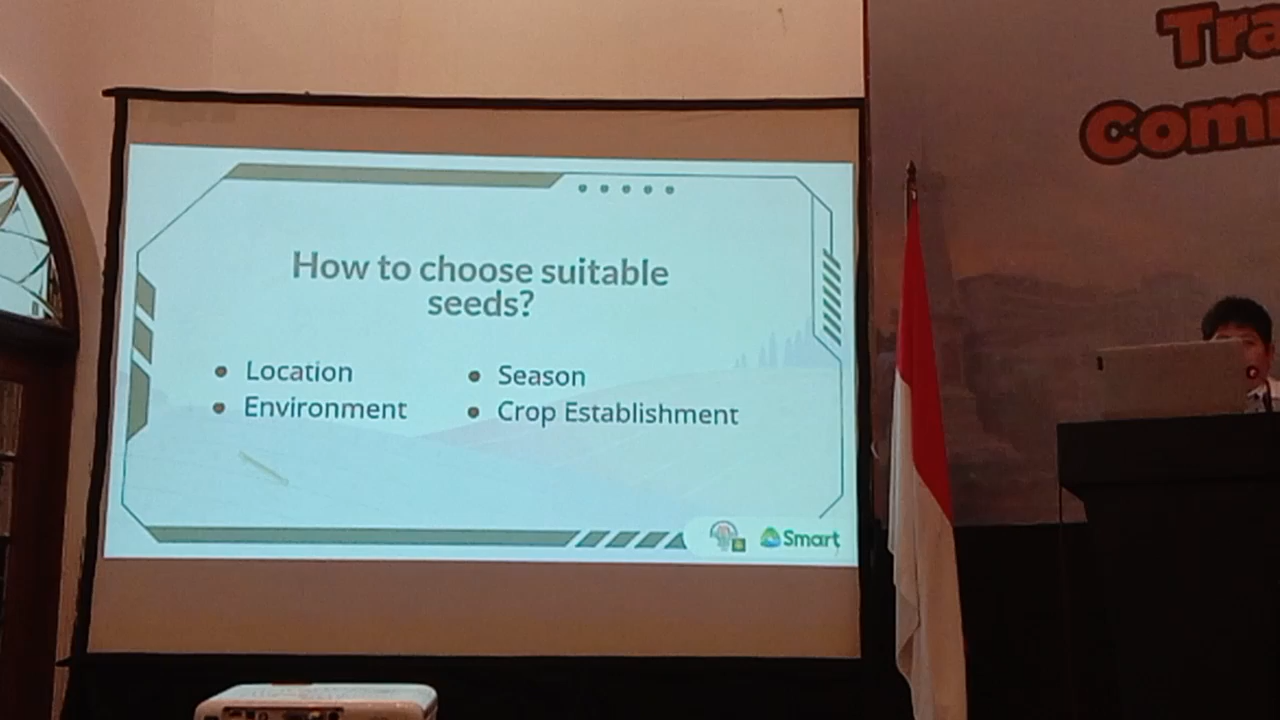 How to choose suitable
seeds?
Location
Environment
Season
Crop Establishment
Smart